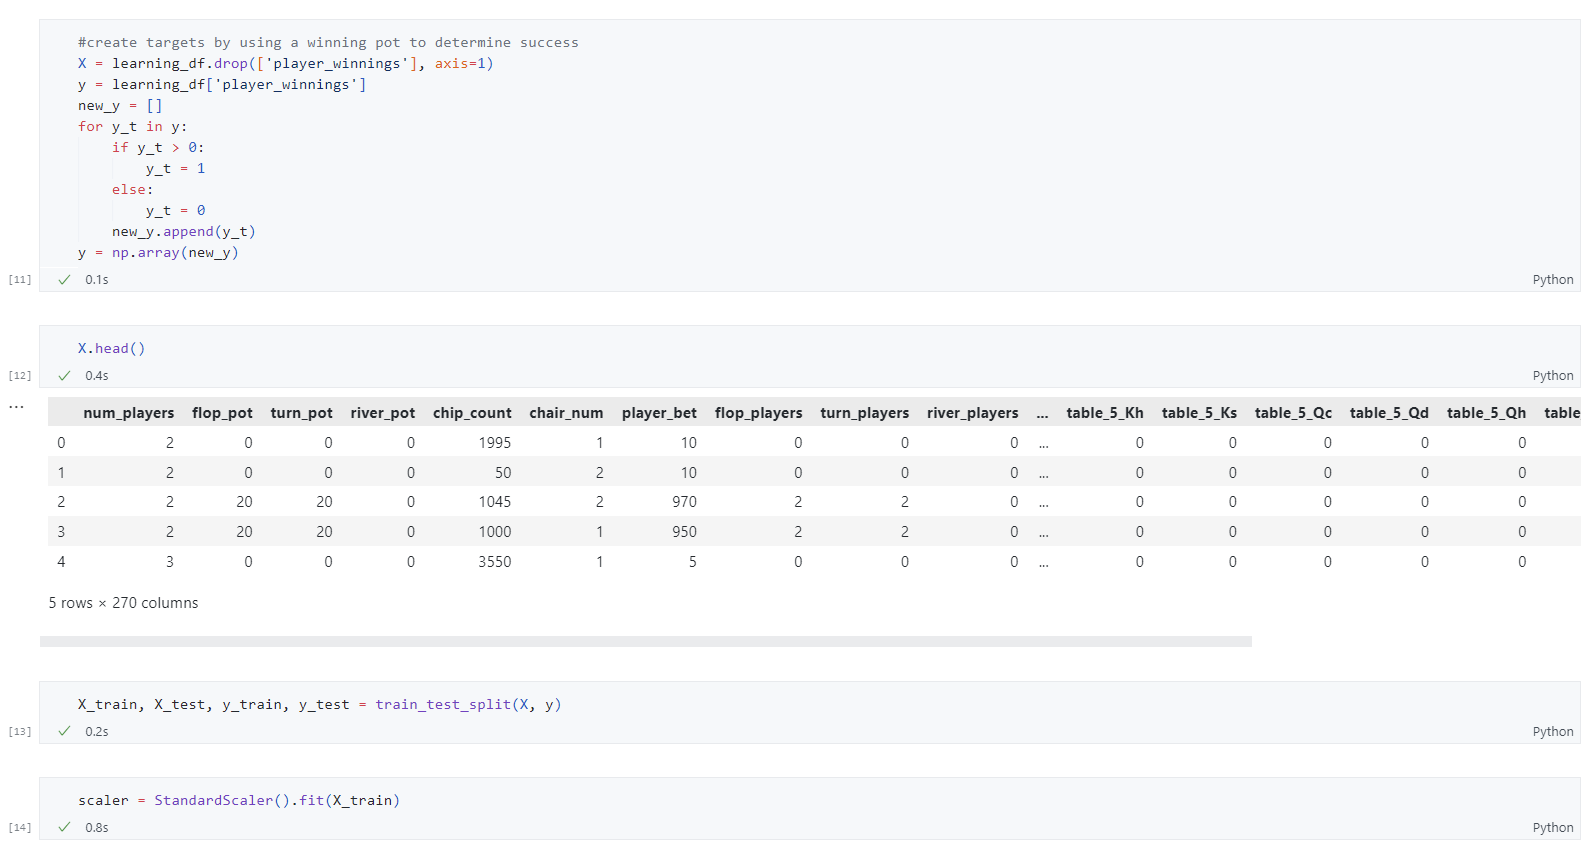 #create targets by using a winning pot to determine success
X = learning_df.drop(['player_winnings'], axis=1)
y = learning_df['player_winnings']
new_y = []
for y_t in y:
    if y_t > 0:
        y_t = 1
    else:
        y_t = 0
    new_y.append(y_t)
y = np.array(new_y)
[11] ✓ 0.1s Python
X.head()
[12] ✓ 0.4s Python
... num_players flop_pot turn_pot river_pot chip_count chair_num player_bet flop_players turn_players river_players ... table_5_Kh table_5_Ks table_5_Qc table_5_Qd table_5_Qh table
0 2 0 0 0 1995 1 10 0 0 0 ... 0 0 0 0 0
1 2 0 0 0 50 2 10 0 0 0 ... 0 0 0 0 0
2 2 20 20 0 1045 2 970 2 2 0 ... 0 0 0 0 0
3 2 20 20 0 1000 1 950 2 2 0 ... 0 0 0 0 0
4 3 0 0 0 3550 1 5 0 0 0 ... 0 0 0 0 0
5 rows × 270 columns
X_train, X_test, y_train, y_test = train_test_split(X, y)
[13] ✓ 0.2s Python
scaler = StandardScaler().fit(X_train)
[14] ✓ 0.8s Python